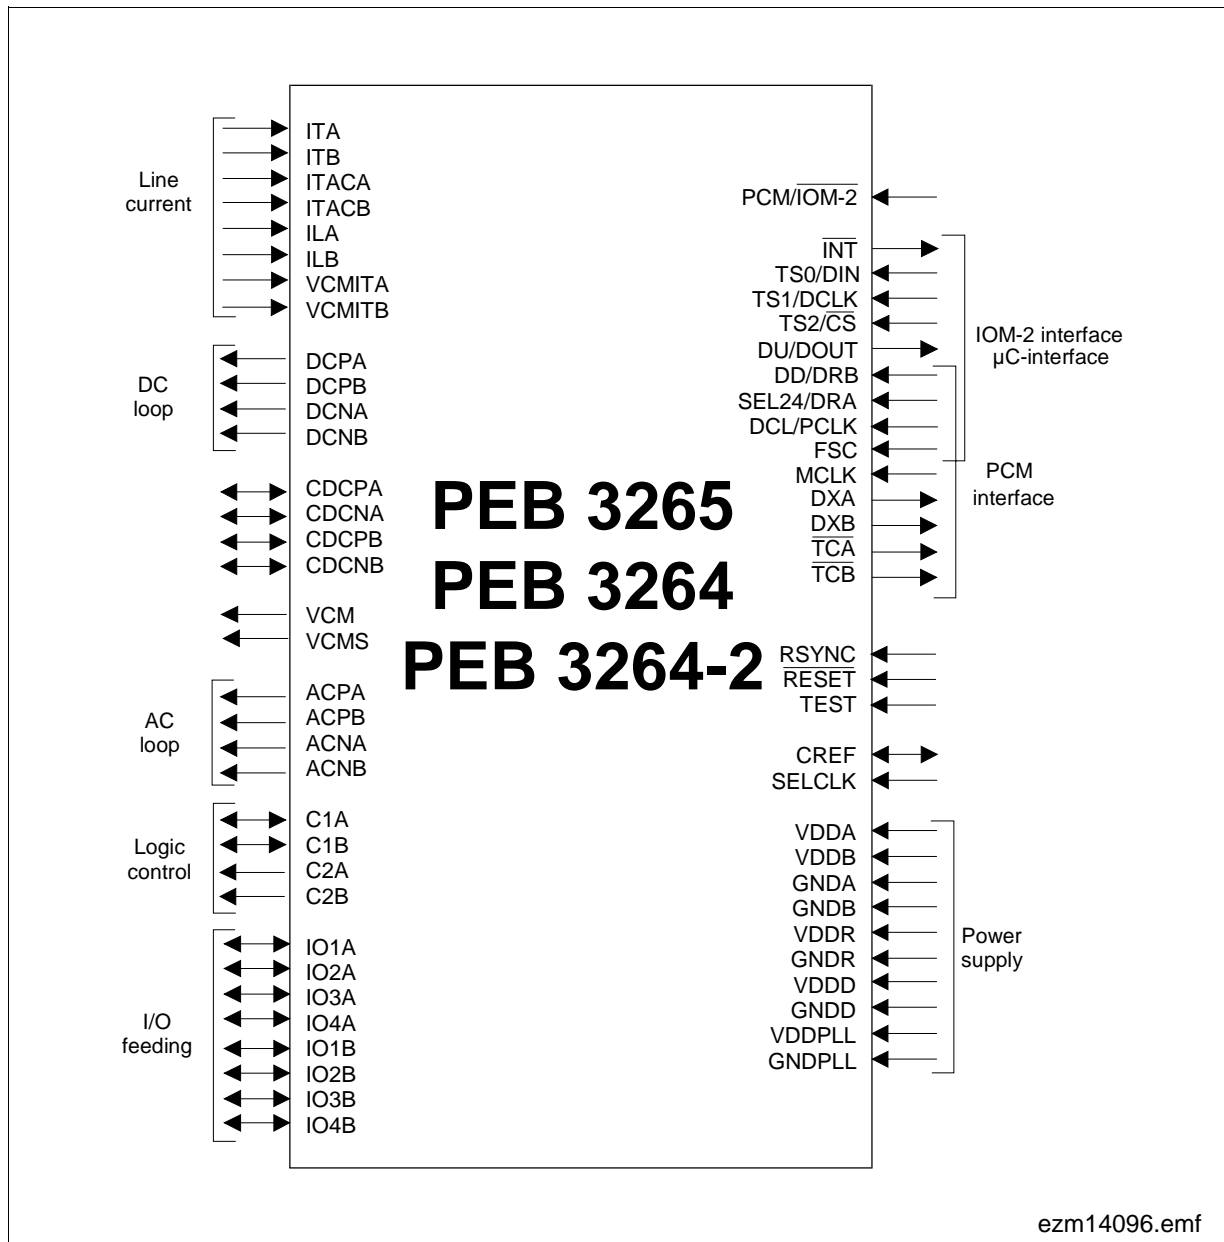 Line
current
ITA
ITB
ITACA
ITACB
ILA
ILB
VCMITA
VCMITB
DC
loop
DCPA
DCPB
DCNA
DCNB
CDCPA
CDCNA
CDCPB
CDCNB
VCM
VCMS
AC
loop
ACPA
ACPB
ACNA
ACNB
Logic
control
C1A
C1B
C2A
C2B
I/O
feeding
IO1A
IO2A
IO3A
IO4A
IO1B
IO2B
IO3B
IO4B
PEB 3265
PEB 3264
PEB 3264-2
PCM/IOM-2
INT
TS0/DIN
TS1/DCLK
TS2/CS
DU/DOUT
DD/DRB
SEL24/DRA
DCL/PCLK
FSC
MCLK
DXA
DXB
TCA
TCB
IOM-2 interface
µC-interface
PCM
interface
RSYNC
RESET
TEST
CREF
SELCLK
VDDA
VDDB
GNDA
GNDB
VDDR
GNDR
VDDD
GNDD
VDDPLL
GNDPLL
Power
supply
ezm14096.emf